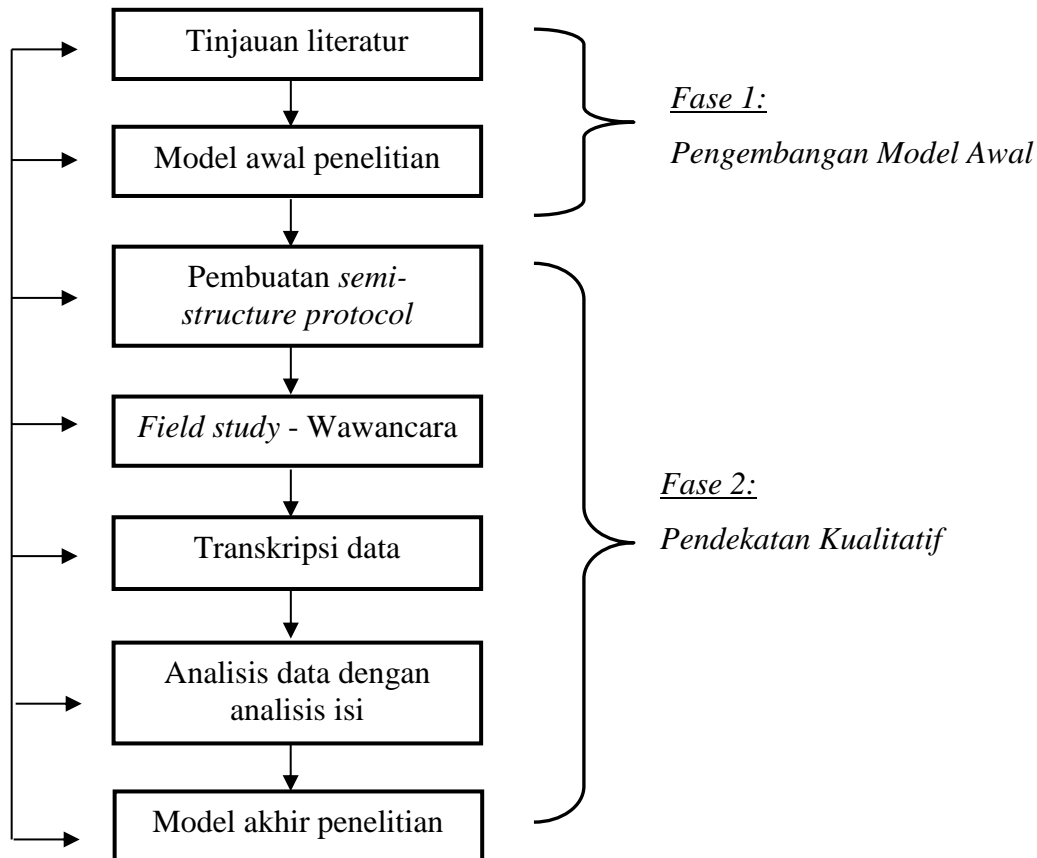 Tinjauan literatur
Model awal penelitian
Fase 1:
Pengembangan Model Awal
Pembuatan semi-
structure protocol
Field study - Wawancara
Transkripsi data
Analisis data dengan
analisis isi
Model akhir penelitian
Fase 2:
Pendekatan Kualitatif